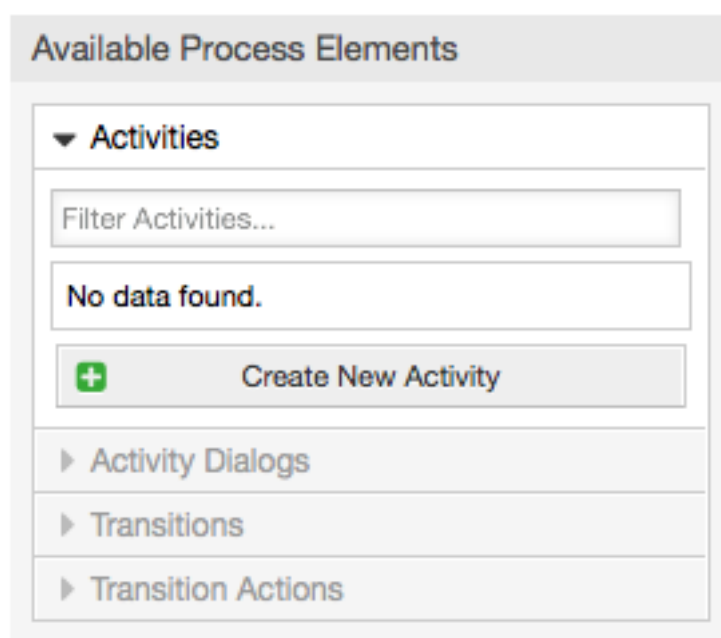 Available Process Elements
Activities
Filter Activities...
No data found.
Create New Activity
Activity Dialogs
Transitions
Transition Actions